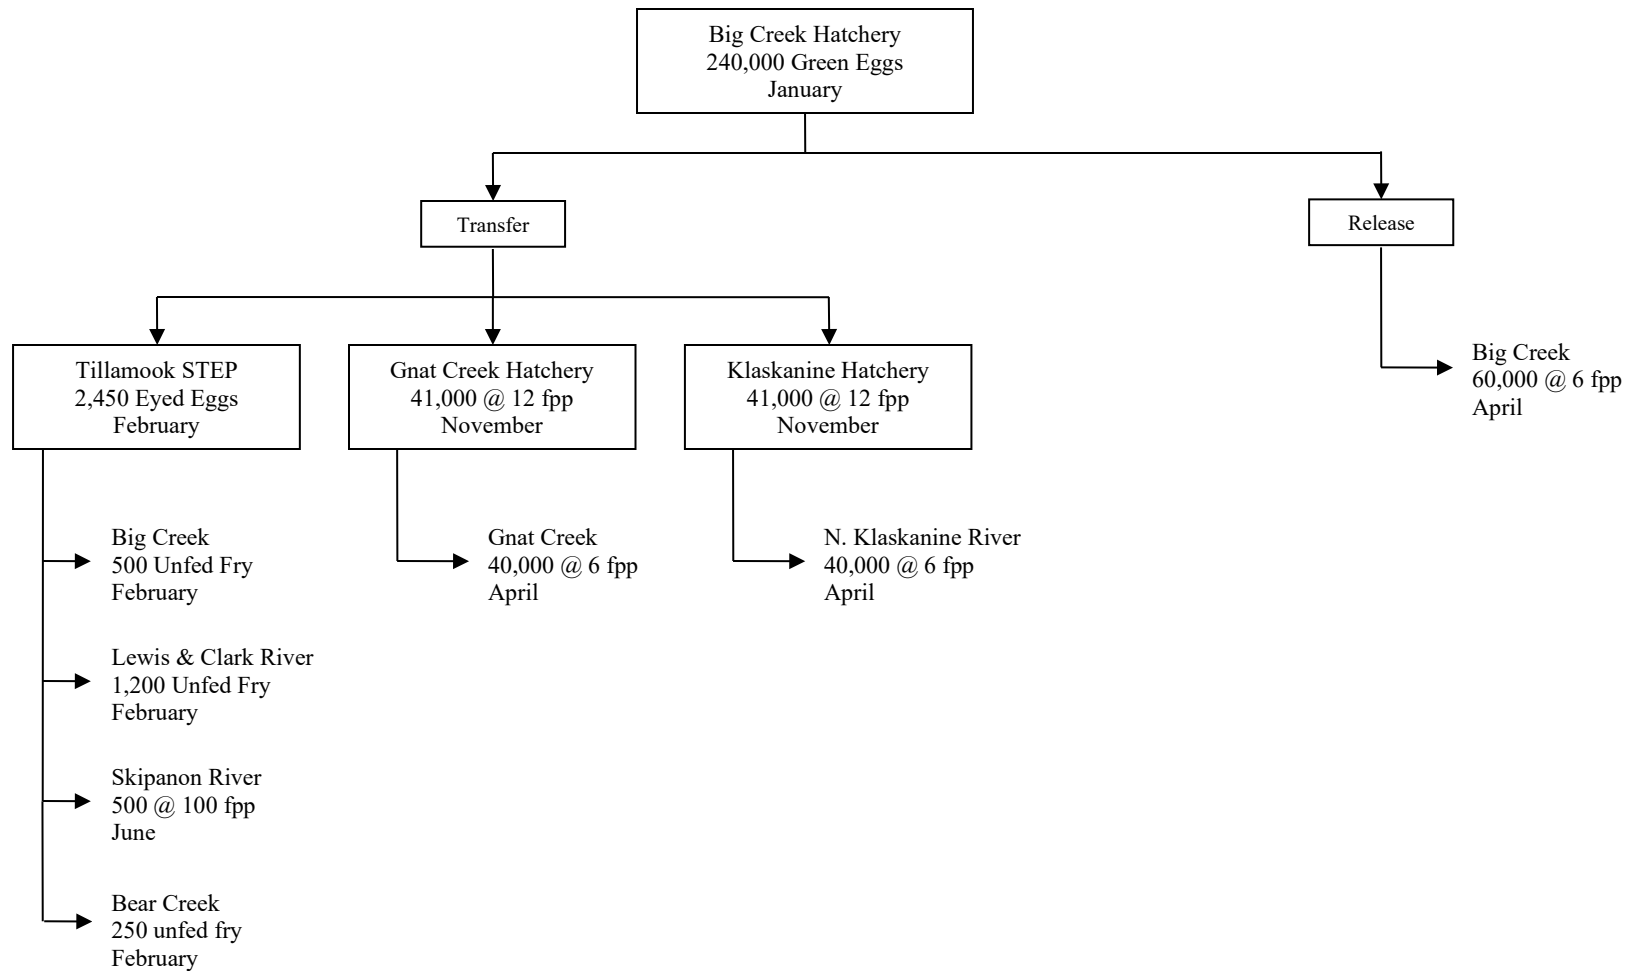 Big Creek Hatchery
240,000 Green Eggs
January
Transfer
Release
Tillamook STEP
2,450 Eyed Eggs
February
Gnat Creek Hatchery
41,000 @ 12 fpp
November
Klaskanine Hatchery
41,000 @ 12 fpp
November
Big Creek
60,000 @ 6 fpp
April
Big Creek
500 Unfed Fry
February
Gnat Creek
40,000 @ 6 fpp
April
N. Klaskanine River
40,000 @ 6 fpp
April
Lewis & Clark River
1,200 Unfed Fry
February
Skipanon River
500 @ 100 fpp
June
Bear Creek
250 unfed fry
February